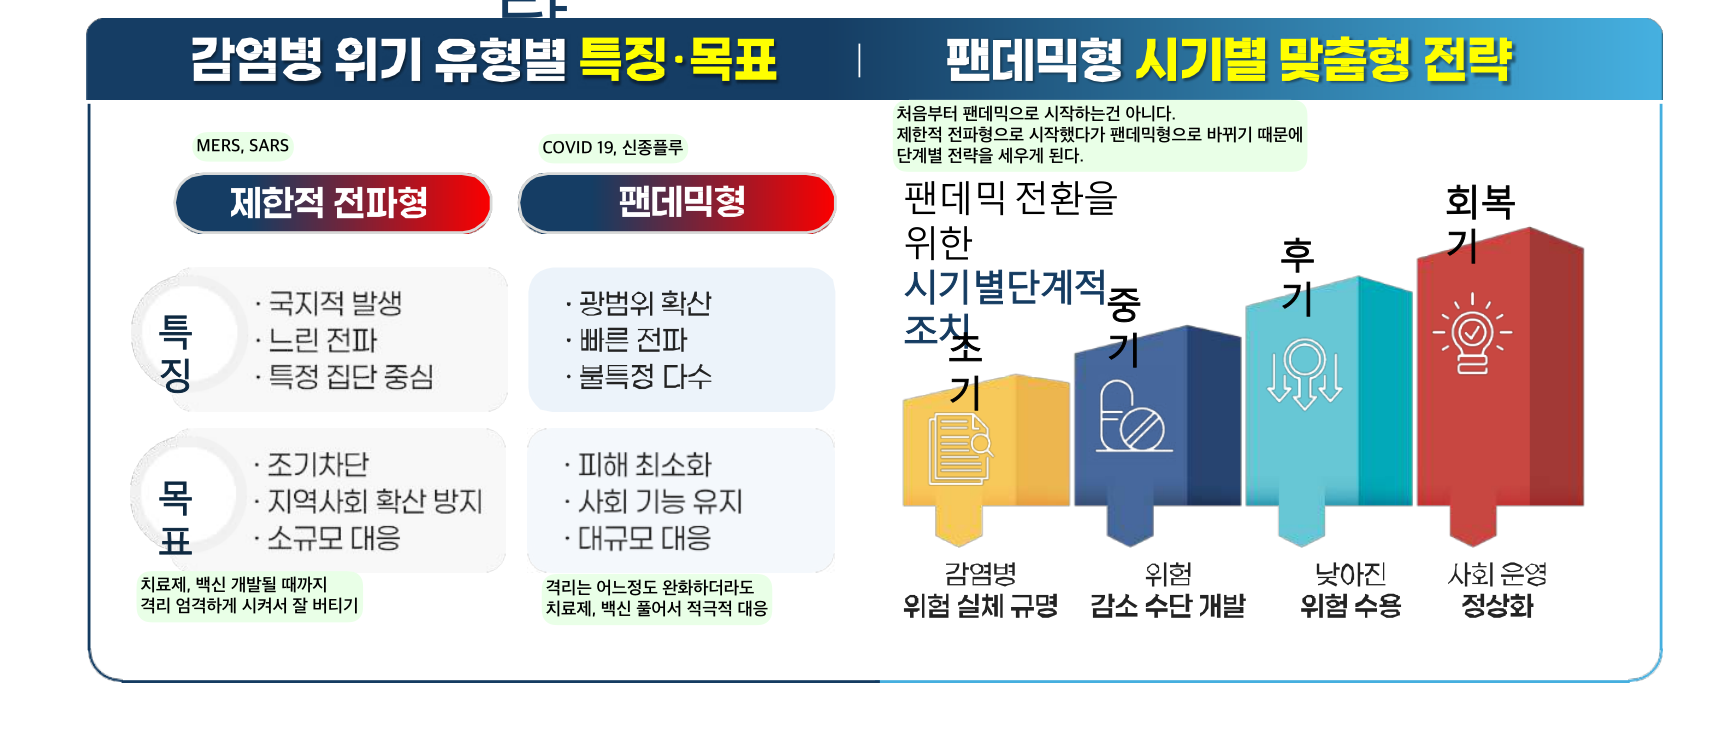 감염병 위기 유형별 특징·목표 | 팬데믹형 시기별 맞춤형 전략
MERS, SARS
제한적 전파형
COVID 19, 신종플루
팬데믹형
특
징
· 국지적 발생
· 느린 전파
· 특정 집단 중심
· 광범위 확산
· 빠른 전파
· 불특정 다수
목
표
· 조기차단
· 지역사회 확산 방지
· 소규모 대응
· 피해 최소화
· 사회 기능 유지
· 대규모 대응
치료제, 백신 개발될 때까지
격리 엄격하게 시켜서 잘 버티기
격리는 어느정도 완화하더라도
치료제, 백신 풀어서 적극적 대응
처음부터 팬데믹으로 시작하는건 아니다.
제한적 전파형으로 시작했다가 팬데믹형으로 바뀌기 때문에
단계별 전략을 세우게 된다.
팬데믹 전환을
위한
시기별단계적
조치
초
기
중
기
후
기
회복
기
감염병
위험 실체 규명
위험
감소 수단 개발
낮아진
위험 수용
사회 운영
정상화